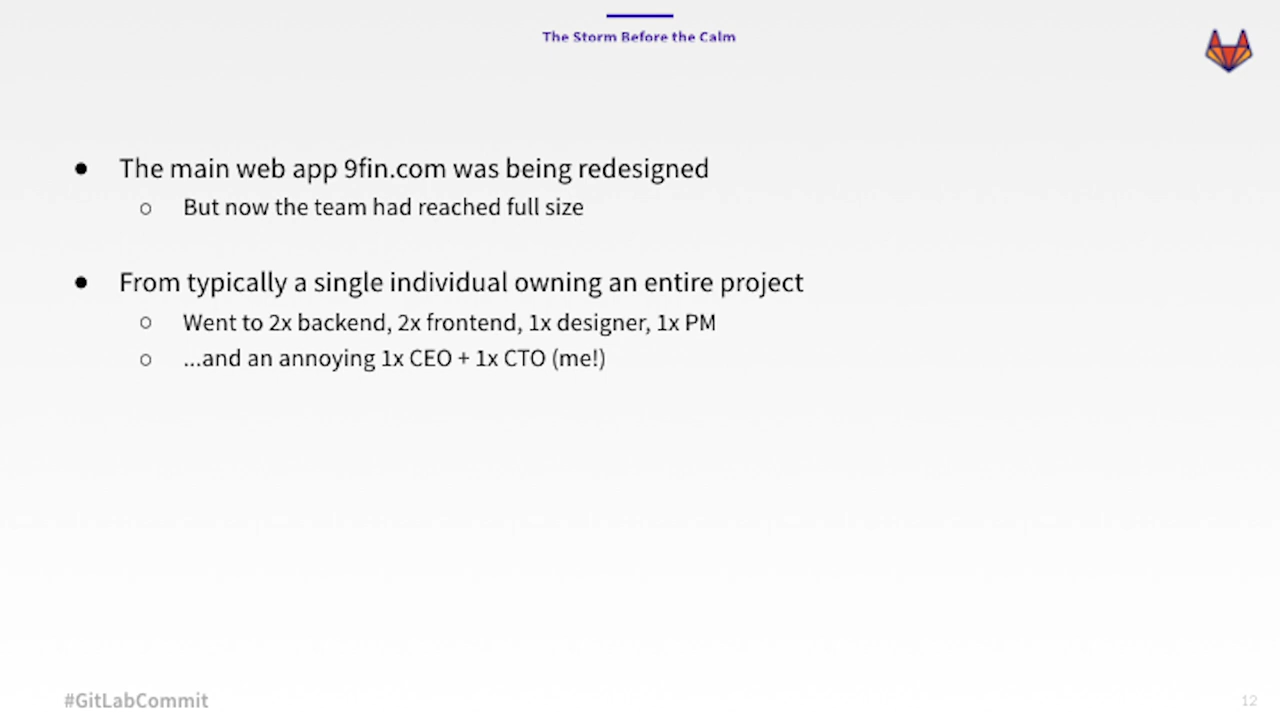 The Storm Before the Calm
● The main web app 9fin.com was being redesigned
○ But now the team had reached full size
● From typically a single individual owning an entire project
○ Went to 2x backend, 2x frontend, 1x designer, 1x PM
○ ...and an annoying 1x CEO + 1x CTO (me!)
#GitLabCommit
12